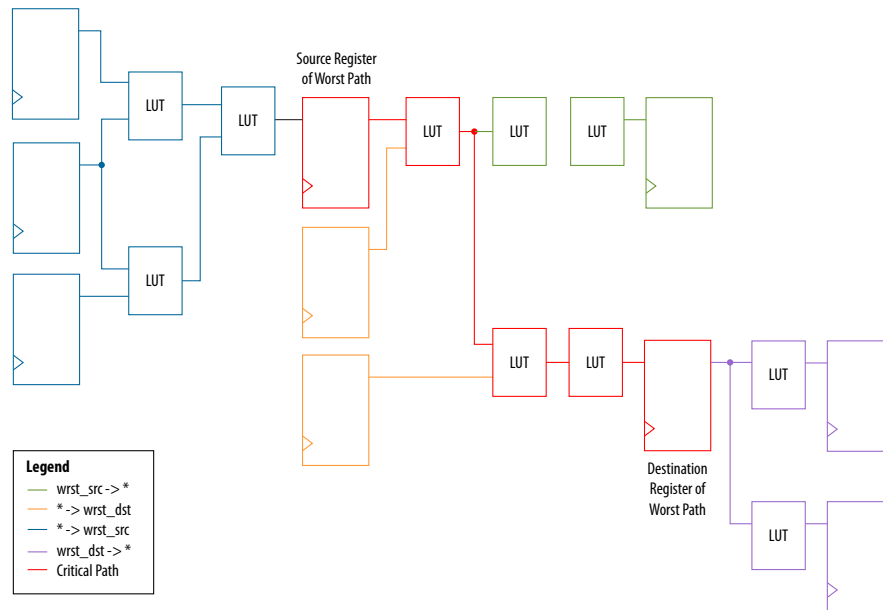 Source Register
of Worst Path
LUT
LUT
LUT
LUT
LUT
LUT
LUT
LUT
LUT
LUT
LUT
Destination
Register of
Worst Path
Legend
wrst_src -> *
* -> wrst_dst
* -> wrst_src
wrst_dst -> *
Critical Path